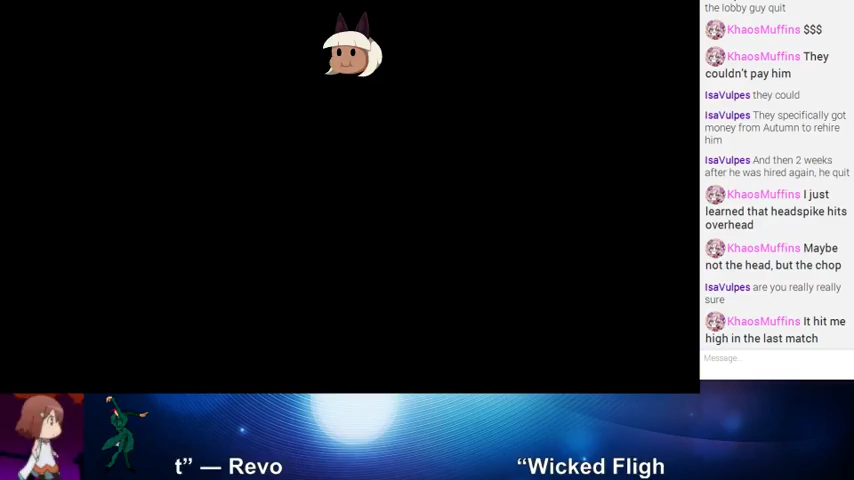 the lobby guy quit
KhaosMuffins $$$
KhaosMuffins They
couldn't pay him
IsaVulpes they could
IsaVulpes They specifically got
money from Autumn to rehire
him
IsaVulpes And then 2 weeks
after he was hired again, he quit
KhaosMuffins I just
learned that headspike hits
overhead
KhaosMuffins Maybe
not the head, but the chop
IsaVulpes are you really really
sure
KhaosMuffins It hit me
high in the last match
Message...
t” — Revo
“Wicked Fligh